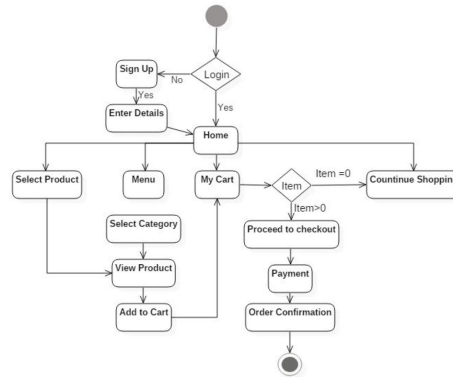 Login
Sign Up
No
Yes
Yes
Enter Details
Home
Select Product
Menu
My Cart
Item
Item =0
Countinue Shopping
Item>0
Select Category
Proceed to checkout
View Product
Payment
Add to Cart
Order Confirmation